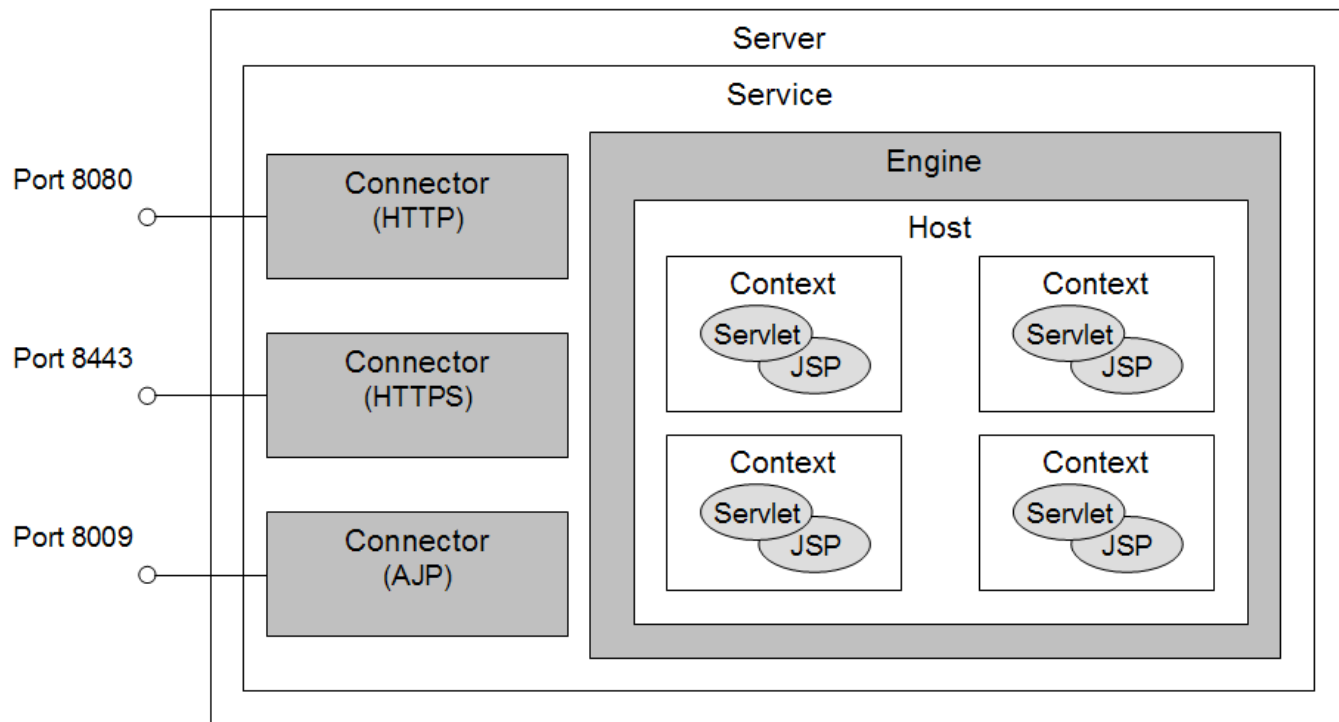 Server
Service
Engine
Host
Port 8080
Connector
(HTTP)
Port 8443
Connector
(HTTPS)
Port 8009
Connector
(AJP)
Context
Servlet
JSP
Context
Servlet
JSP
Context
Servlet
JSP
Context
Servlet
JSP